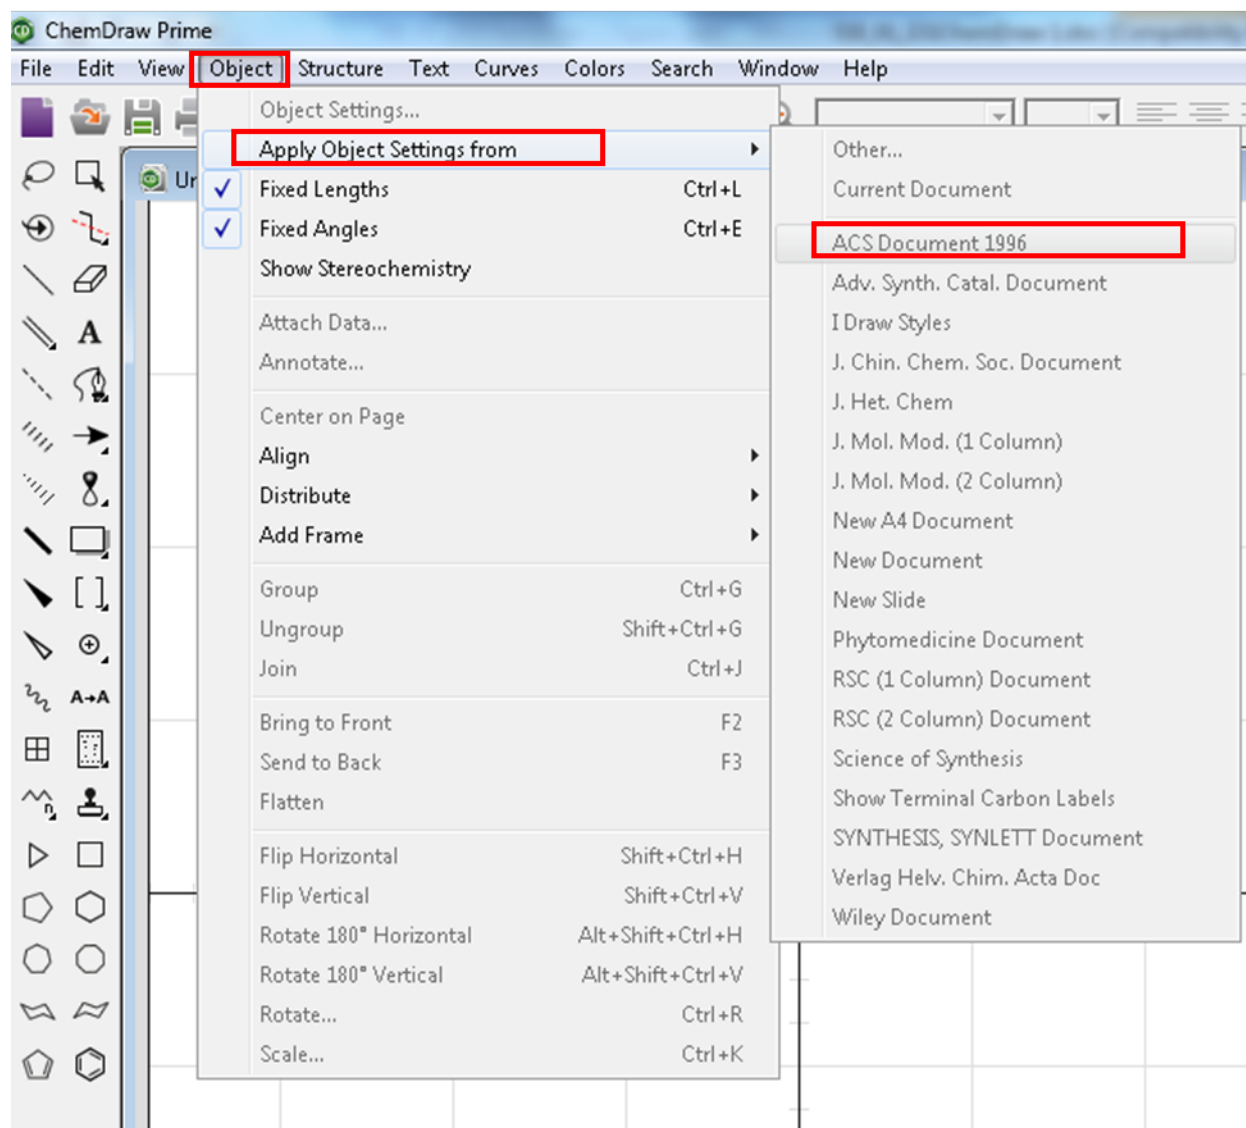 ChemDraw Prime
File Edit View Object Structure Text Curves Colors Search Window Help
Ur
Object Settings...
Apply Object Settings from
Fixed Lengths Ctrl+L
Fixed Angles Ctrl+E
Show Stereochemistry
Attach Data...
Annotate...
Center on Page
Align
Distribute
Add Frame
Group Ctrl+G
Ungroup Shift+Ctrl+G
Join Ctrl+J
Bring to Front F2
Send to Back F3
Flatten
Flip Horizontal Shift+Ctrl+H
Flip Vertical Shift+Ctrl+V
Rotate 180° Horizontal Alt+Shift+Ctrl+H
Rotate 180° Vertical Alt+Shift+Ctrl+V
Rotate... Ctrl+R
Scale... Ctrl+K
Other...
Current Document
ACS Document 1996
Adv. Synth. Catal. Document
I Draw Styles
J. Chin. Chem. Soc. Document
J. Het. Chem
J. Mol. Mod. (1 Column)
J. Mol. Mod. (2 Column)
New A4 Document
New Document
New Slide
Phytomedicine Document
RSC (1 Column) Document
RSC (2 Column) Document
Science of Synthesis
Show Terminal Carbon Labels
SYNTHESIS, SYNLETT Document
Verlag Helv. Chim. Acta Doc
Wiley Document
A
A→A
n